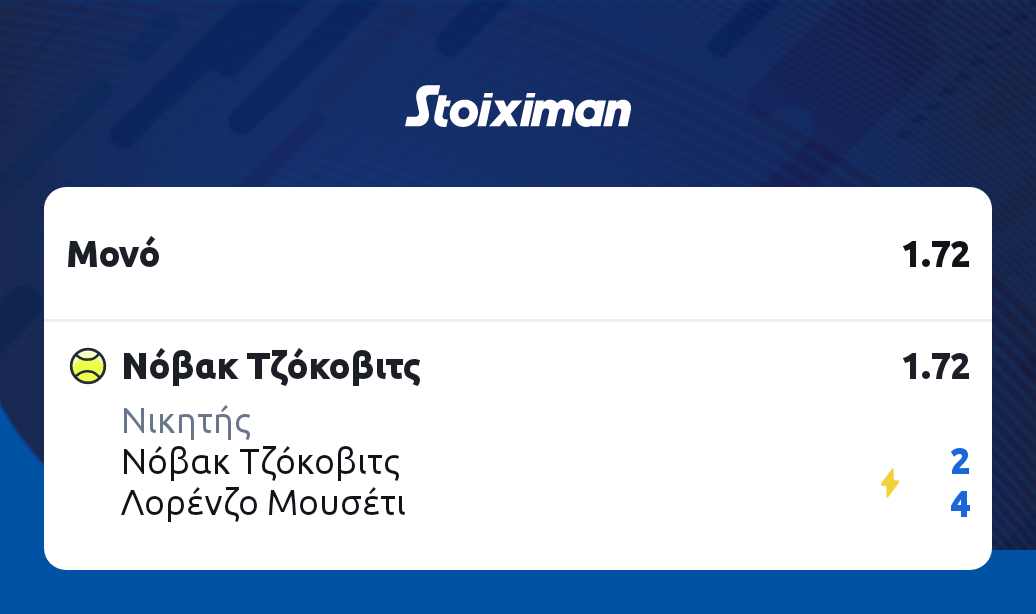 Stoiximan
Μονό 1.72
Νόβακ Τζόκοβιτς 1.72
Νικητής
Νόβακ Τζόκοβιτς 2
Λορένζο Μουσέτι 4